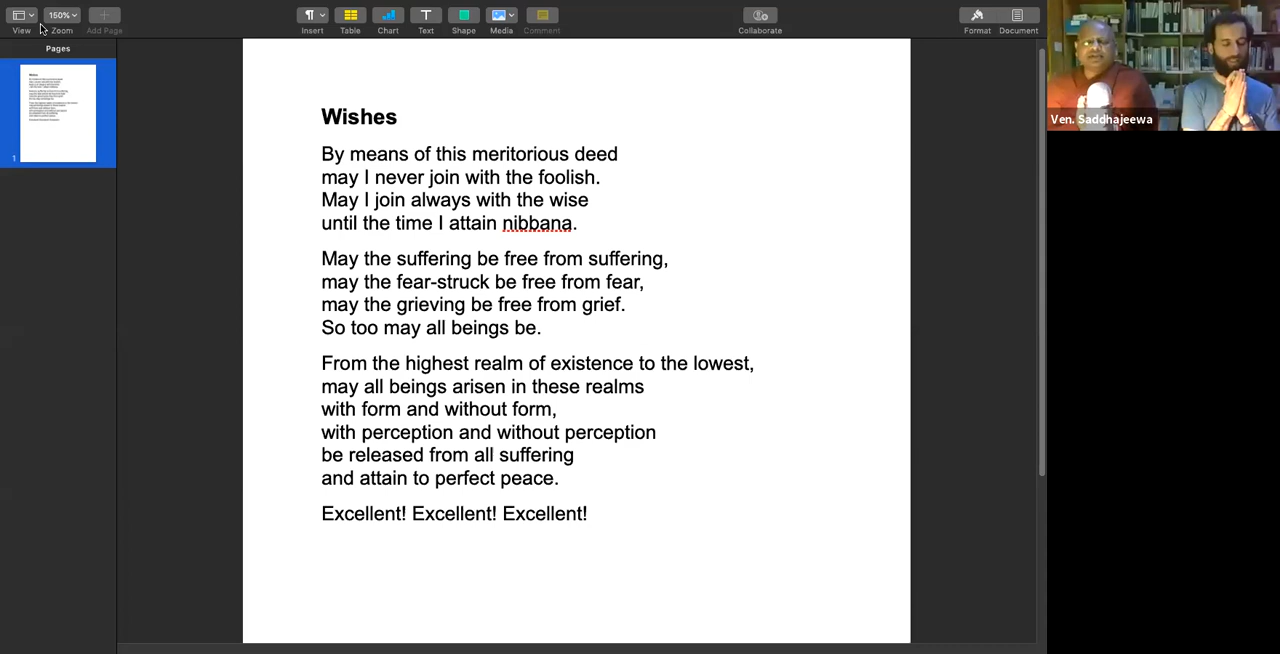 150%
View
Zoom
Add Page
Insert
Table
Chart
Text
Shape
Media
Comment
Collaborate
Format
Document
Pages
1
Wishes
By means of this meritorious deed
may I never join with the foolish.
May I join always with the wise
until the time I attain nibbana.
May the suffering be free from suffering,
may the fear-struck be free from fear,
may the grieving be free from grief.
So too may all beings be.
From the highest realm of existence to the lowest,
may all beings arisen in these realms
with form and without form,
with perception and without perception
be released from all suffering
and attain to perfect peace.
Excellent! Excellent! Excellent!
Ven. Saddhajeewa